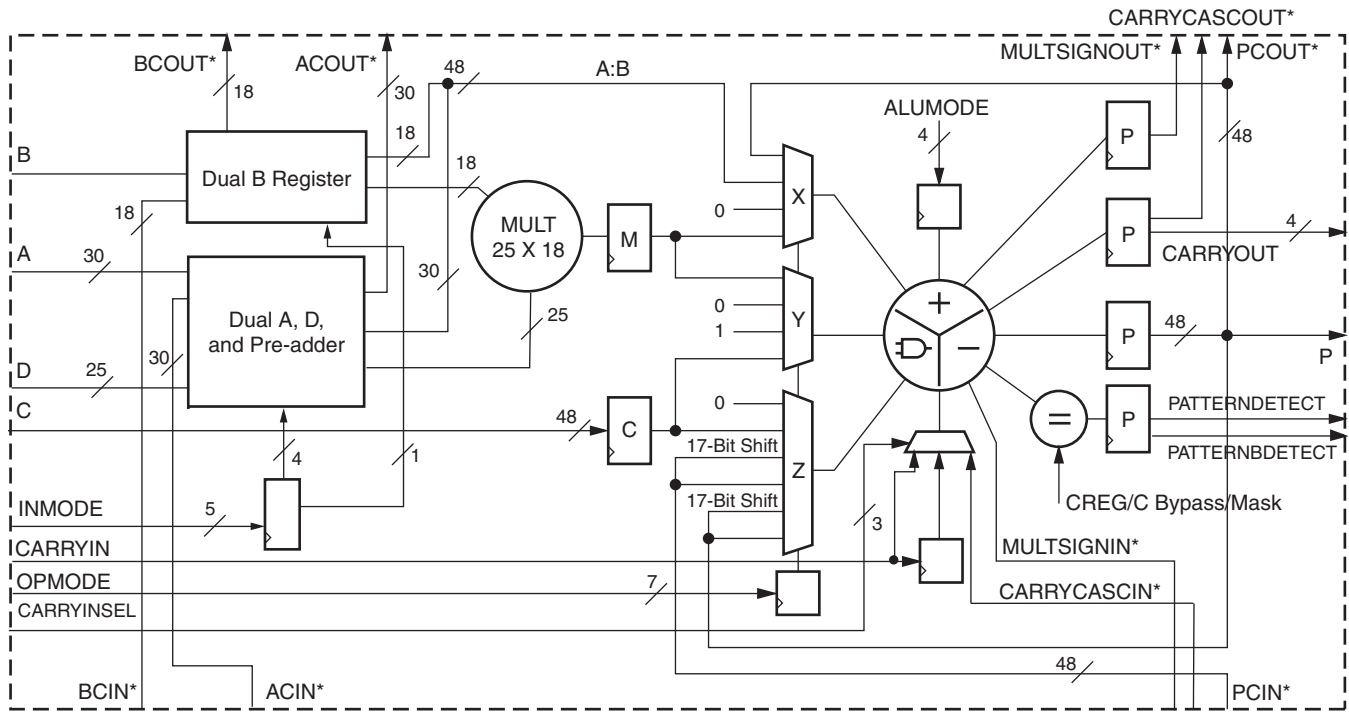 CARRYCASCOUT*
BCOUT*
ACOUT*
MULTSIGNOUT*
PCOUT*
48
A:B
18
30
ALUMODE
4
48
B
18
18
P
Dual B Register
X
0
18
MULT
25 X 18
M
P
4
A
30
30
CARRYOUT
0
+
Dual A, D,
and Pre-adder
25
Y
1
−
48
P
P
30
D
25
C
0
=
P
PATTERNDETECT
48
C
17-Bit Shift
PATTERNBDETECT
4
1
Z
17-Bit Shift
CREG/C Bypass/Mask
INMODE
5
3
CARRYIN
MULTSIGNIN*
OPMODE
7
CARRYCASCIN*
CARRYINSEL
48
BCIN*
ACIN*
PCIN*